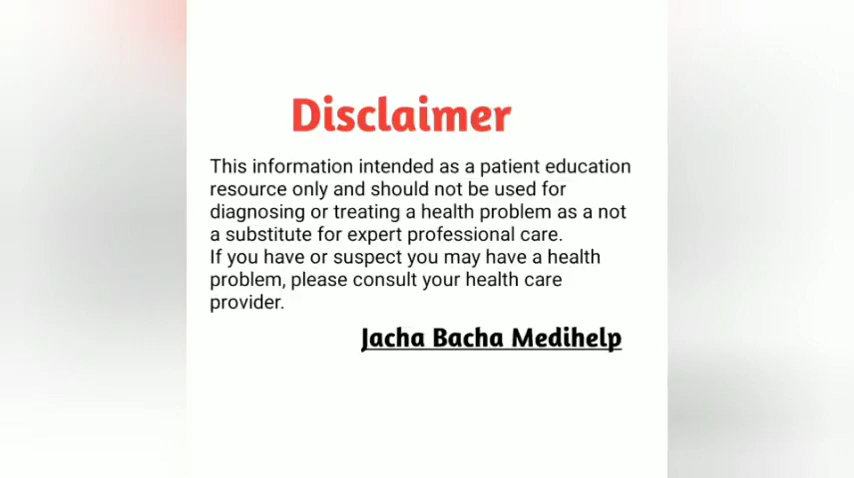 Disclaimer
This information intended as a patient education
resource only and should not be used for
diagnosing or treating a health problem as a not
a substitute for expert professional care.
If you have or suspect you may have a health
problem, please consult your health care
provider.
Jacha Bacha Medihelp